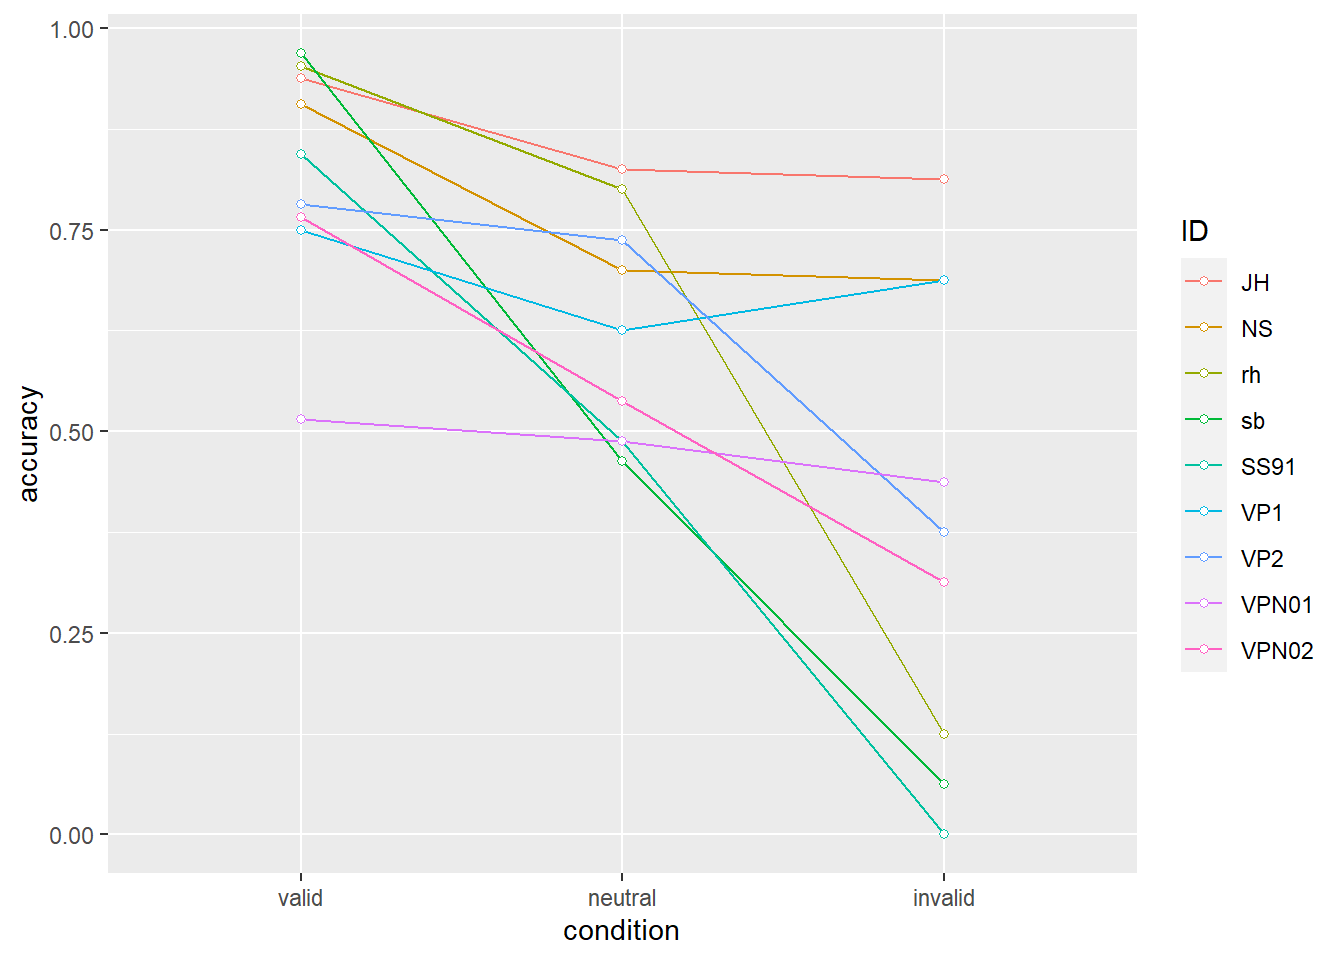 1.00
0.75
0.50
0.25
0.00
accuracy
valid neutral invalid
condition
ID
JH
NS
rh
sb
SS91
VP1
VP2
VPN01
VPN02